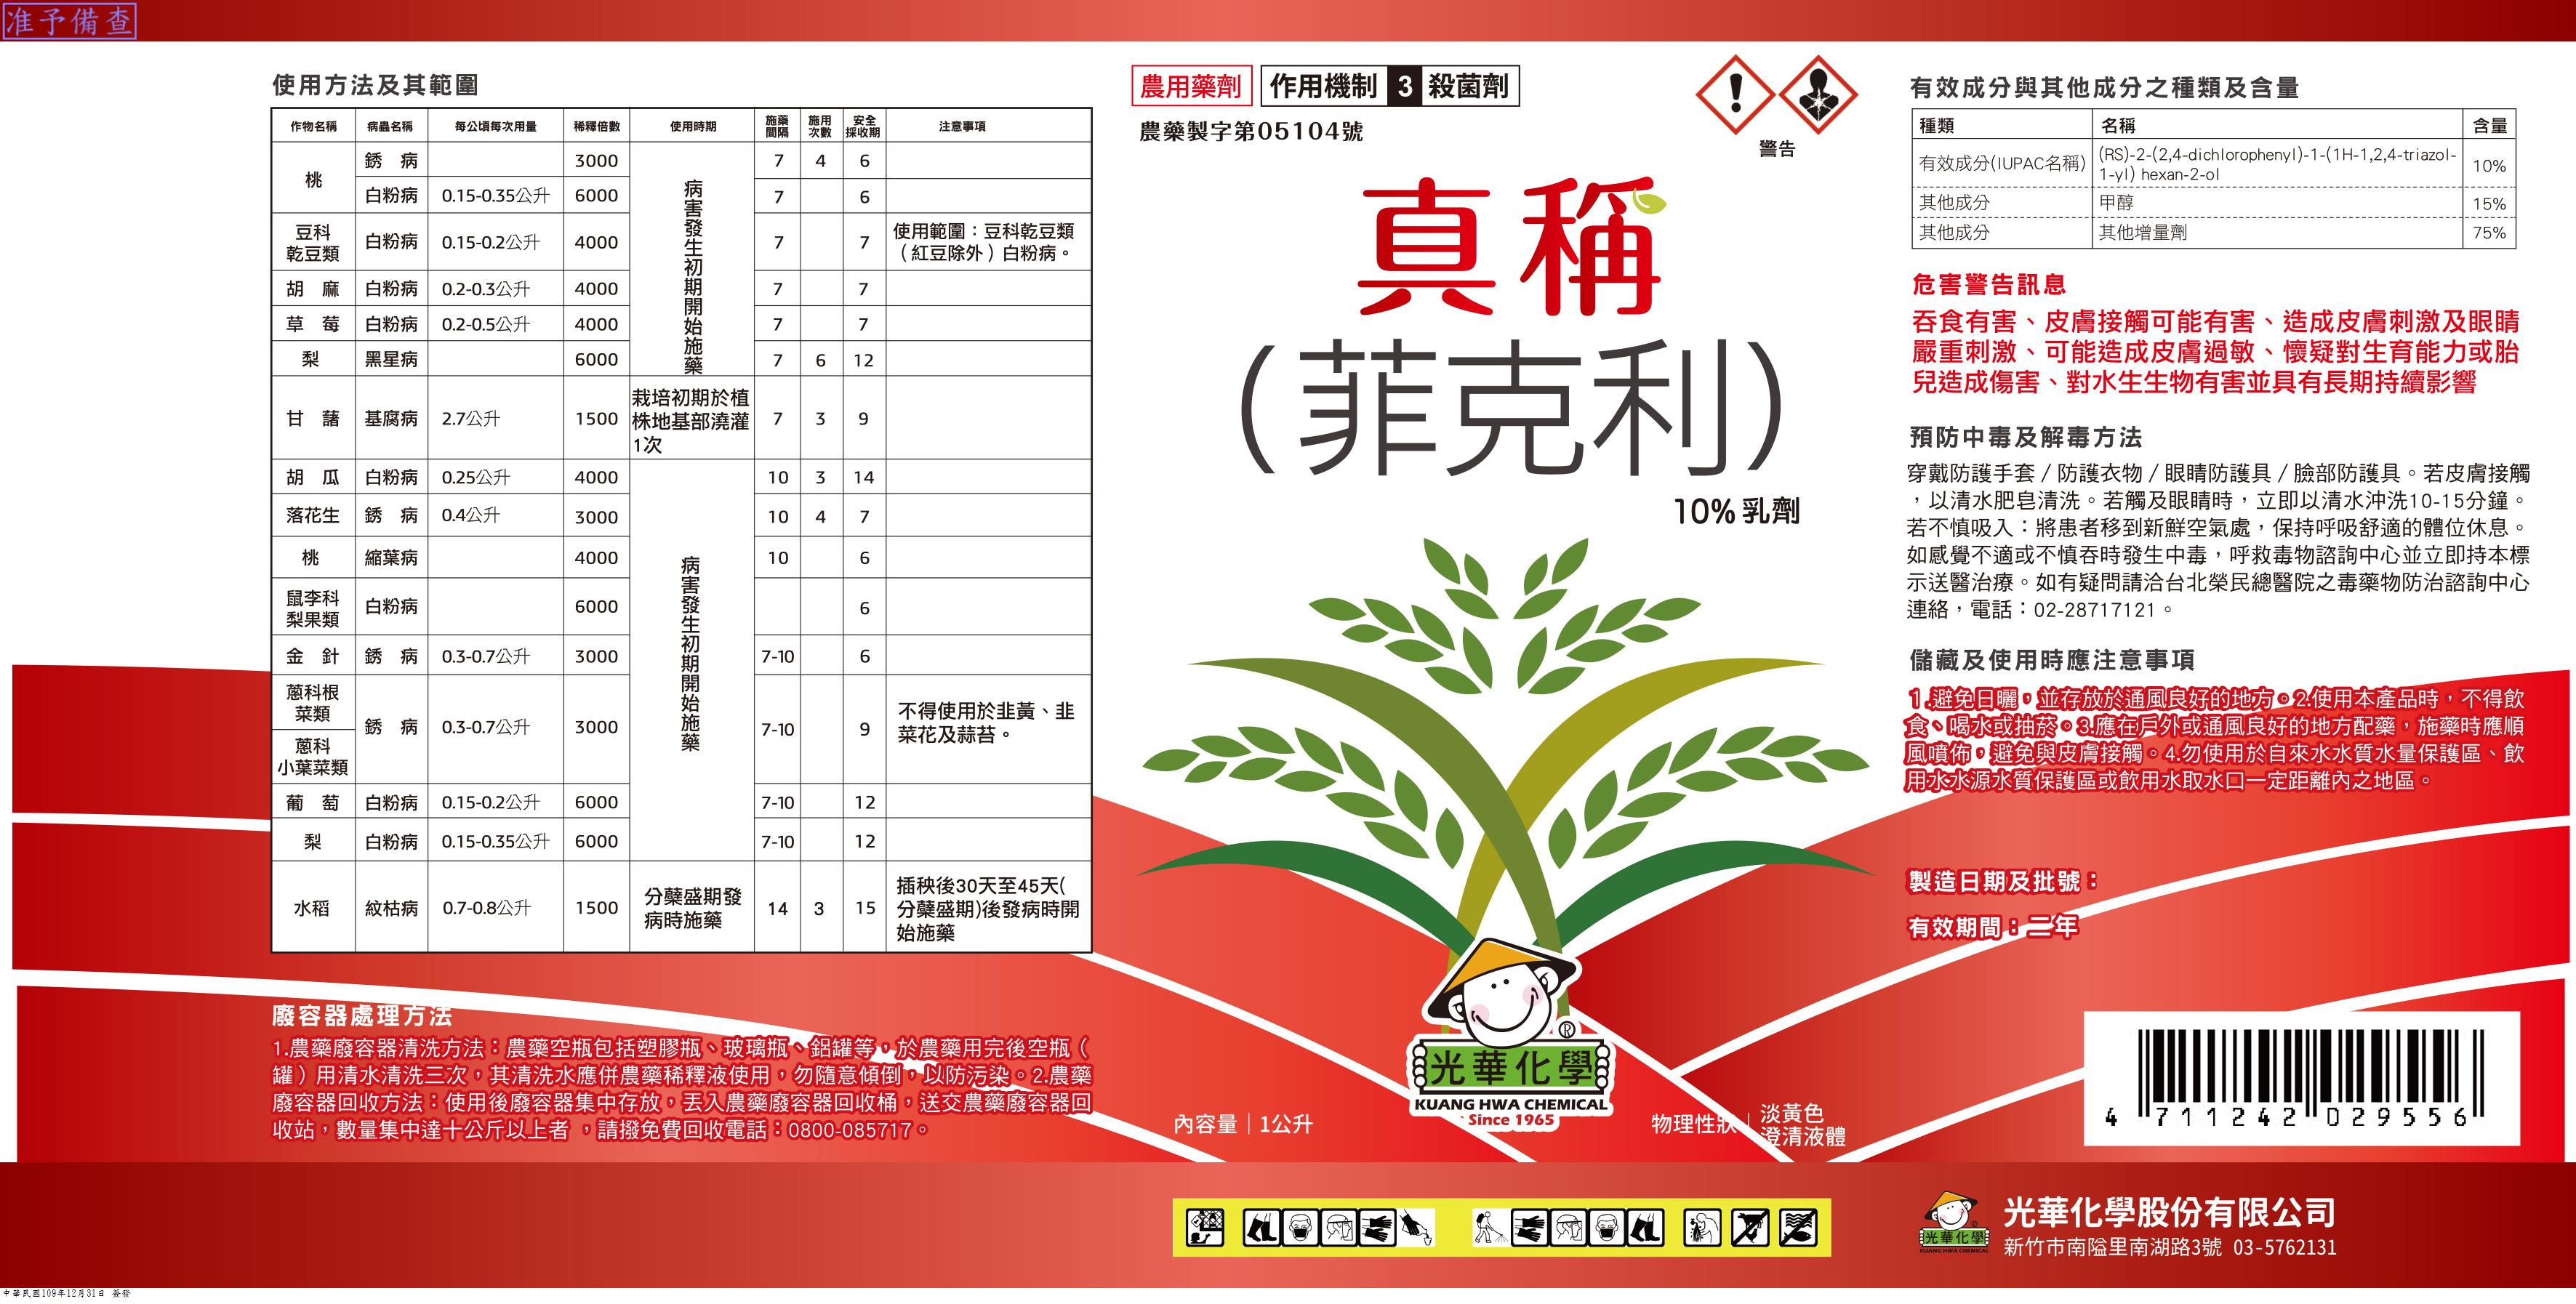 准予備查
使用方法及其範圍
作物名稱 病蟲名稱 每公頃每次用量 稀釋倍數 使用時期 施藥間隔 施用次數 安全採收期 注意事項
桃 銹 病 3000 病害發生初期開始施藥 7 4 6
白粉病 0.15-0.35公升 6000 7 6
豆科乾豆類 白粉病 0.15-0.2公升 4000 7 7 使用範圍：豆科乾豆類（紅豆除外）白粉病。
胡 麻 白粉病 0.2-0.3公升 4000 7 7
草 莓 白粉病 0.2-0.5公升 4000 7 7
梨 黑星病 6000 7 6 12
甘 藷 基腐病 2.7公升 1500 栽培初期於植株地基部澆灌1次 7 3 9
胡 瓜 白粉病 0.25公升 4000 病害發生初期開始施藥 10 3 14
落花生 銹 病 0.4公升 3000 10 4 7
桃 縮葉病 4000 10 6
鼠李科梨果類 白粉病 6000 6
金 針 銹 病 0.3-0.7公升 3000 7-10 6
蔥科根菜類 蔥科小葉菜類 銹 病 0.3-0.7公升 3000 7-10 9 不得使用於韭黃、韭菜花及蒜苔。
葡 萄 白粉病 0.15-0.2公升 6000 7-10 12
梨 白粉病 0.15-0.35公升 6000 7-10 12
水稻 紋枯病 0.7-0.8公升 1500 分蘗盛期發病時施藥 14 3 15 插秧後30天至45天(分蘗盛期)後發病時開始施藥
廢容器處理方法
1.農藥廢容器清洗方法：農藥空瓶包括塑膠瓶、玻璃瓶、鋁罐等，於農藥用完後空瓶（
罐）用清水清洗三次，其清洗水應併農藥稀釋液使用，勿隨意傾倒，以防污染。2.農藥
廢容器回收方法：使用後廢容器集中存放，丟入農藥廢容器回收桶，送交農藥廢容器回
收站，數量集中達十公斤以上者 ，請撥免費回收電話：0800-085717。
農用藥劑 作用機制 3 殺菌劑
農藥製字第05104號
警告
真稱
（菲克利）
10% 乳劑
®
光華化學
KUANG HWA CHEMICAL
Since 1965
內容量｜1公升
物理性狀｜淡黃色
澄清液體
有效成分與其他成分之種類及含量
種類 名稱 含量
有效成分(IUPAC名稱) (RS)-2-(2,4-dichlorophenyl)-1-(1H-1,2,4-triazol-
1-yl) hexan-2-ol 10%
其他成分 甲醇 15%
其他成分 其他增量劑 75%
危害警告訊息
吞食有害、皮膚接觸可能有害、造成皮膚刺激及眼睛
嚴重刺激、可能造成皮膚過敏、懷疑對生育能力或胎
兒造成傷害、對水生生物有害並具有長期持續影響
預防中毒及解毒方法
穿戴防護手套／防護衣物／眼睛防護具／臉部防護具。若皮膚接觸
，以清水肥皂清洗。若觸及眼睛時，立即以清水沖洗10-15分鐘。
若不慎吸入：將患者移到新鮮空氣處，保持呼吸舒適的體位休息。
如感覺不適或不慎吞時發生中毒，呼救毒物諮詢中心並立即持本標
示送醫治療。如有疑問請洽台北榮民總醫院之毒藥物防治諮詢中心
連絡，電話：02-28717121。
儲藏及使用時應注意事項
1.避免日曬，並存放於通風良好的地方。2.使用本產品時，不得飲
食、喝水或抽菸。3.應在戶外或通風良好的地方配藥，施藥時應順
風噴佈，避免與皮膚接觸。4.勿使用於自來水水質水量保護區、飲
用水水源水質保護區或飲用水取水口一定距離內之地區。
製造日期及批號：
有效期間：二年
4 711242 029556
光華化學
KUANG HWA CHEMICAL
光華化學股份有限公司
新竹市南隘里南湖路3號 03-5762131
中華民國109年12月31日 簽發